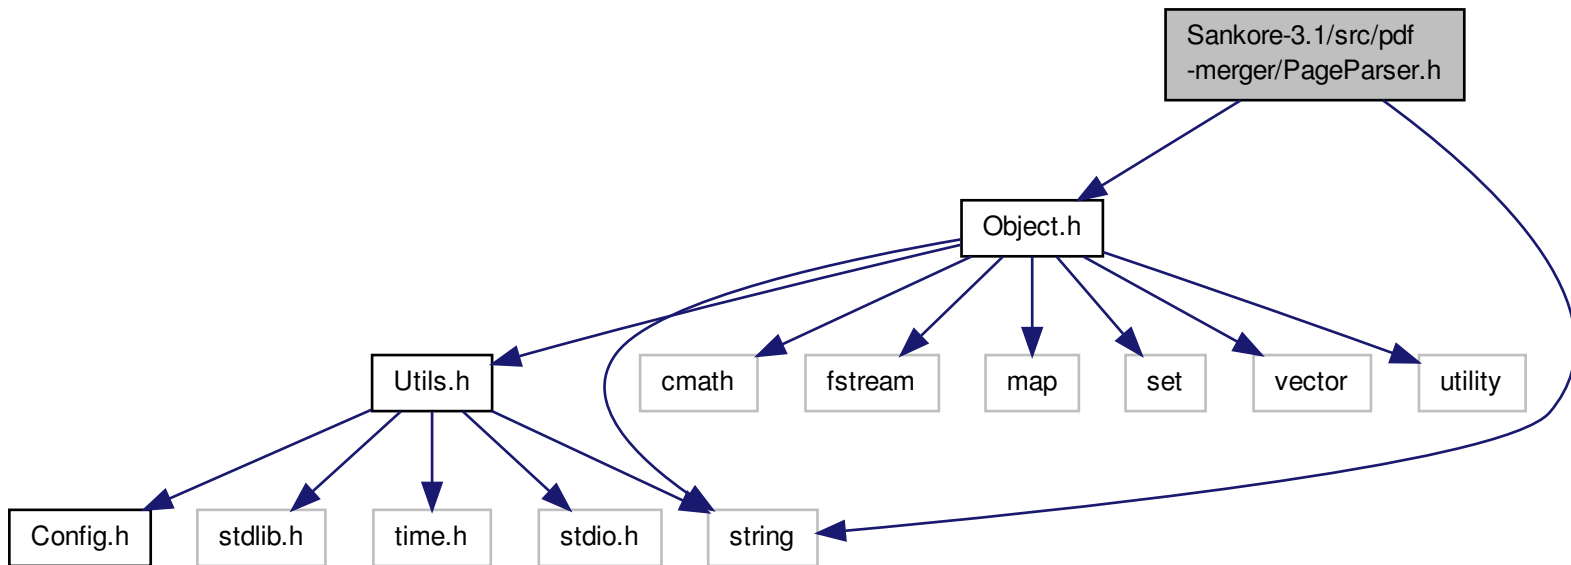 Sankore-3.1/src/pdf
-merger/PageParser.h
Object.h
Utils.h
cmath
fstream
map
set
vector
utility
Config.h
stdlib.h
time.h
stdio.h
string